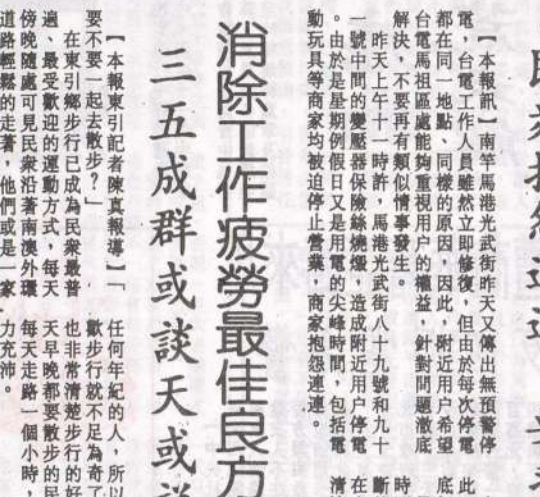 【本報訊】南竿馬港光武街昨天又傳出無預警停
電，台電工作人員雖然立即修復，但由於每次停電
都在同一地點、同樣的原因，因此，附近用户希望
台電馬祖區處能夠重視用户的權益，針對問題澈底
解決，不要再有類似情事發生。
昨天上午十一時許，馬港光武街八十九號和九十
一號中間的變壓器保險絲燒燬，造成附近用户停電
。由於是星期例假日又是用電的尖峰時間，包括電
動玩具等商家均被迫停止營業，商家抱怨連連。
此
底
時
斷
在
清
消除工作疲勞最佳良方
三五成群或談天或
【本報東引記者陳真報導】「
要不要一起去散步？」
在東引鄉步行已成為民衆最普
遍、最受歡迎的運動方式，每天
傍晚隨處可見民衆沿著南澳外環
道路輕鬆的走著，他們或是一家
任何年紀的人，所以
歡步行就不足為奇了
也非常清楚步行的好
天早晚都要散步的民
每天走路一個小時，
力充沛。